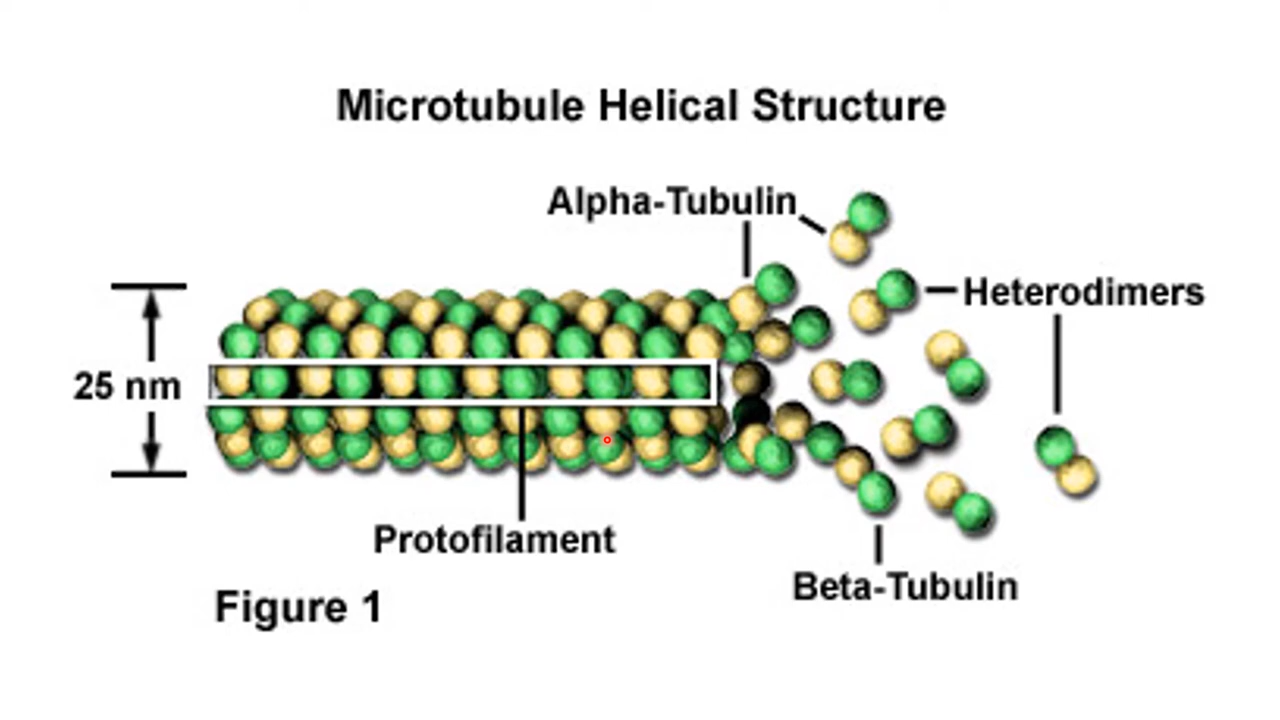 Microtubule Helical Structure
Alpha-Tubulin
Heterodimers
25 nm
Protofilament
Beta-Tubulin
Figure 1